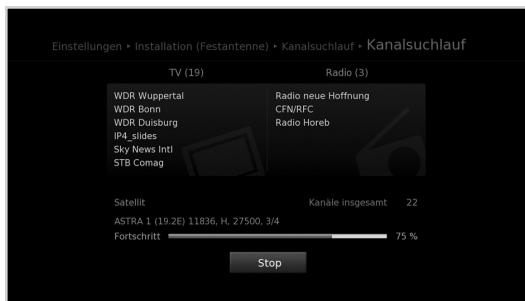 Einstellungen ▸ Installation (Festantenne) ▸ Kanalsuchlauf ▸ Kanalsuchlauf
TV (19)
WDR Wuppertal
WDR Bonn
WDR Duisburg
IP4_slides
Sky News Intl
STB Comag
Radio (3)
Radio neue Hoffnung
CFN/RFC
Radio Horeb
Satellit Kanäle insgesamt 22
ASTRA 1 (19.2E) 11836, H, 27500, 3/4
Fortschritt 75 %
Stop